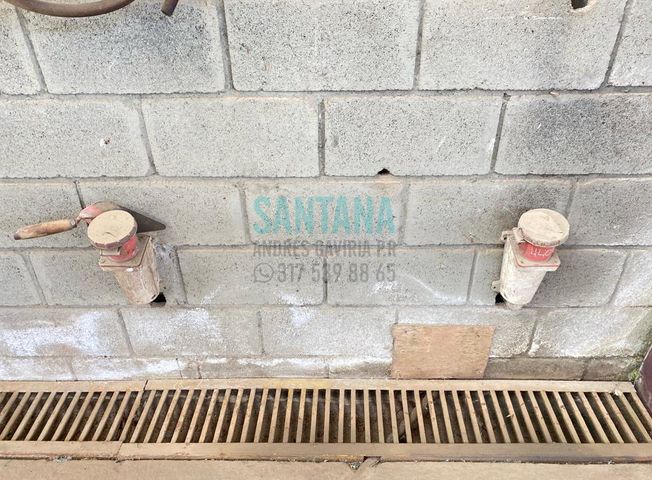 SANTANA
ANDRÉS GAVIRIA P.R
317 539 88 65